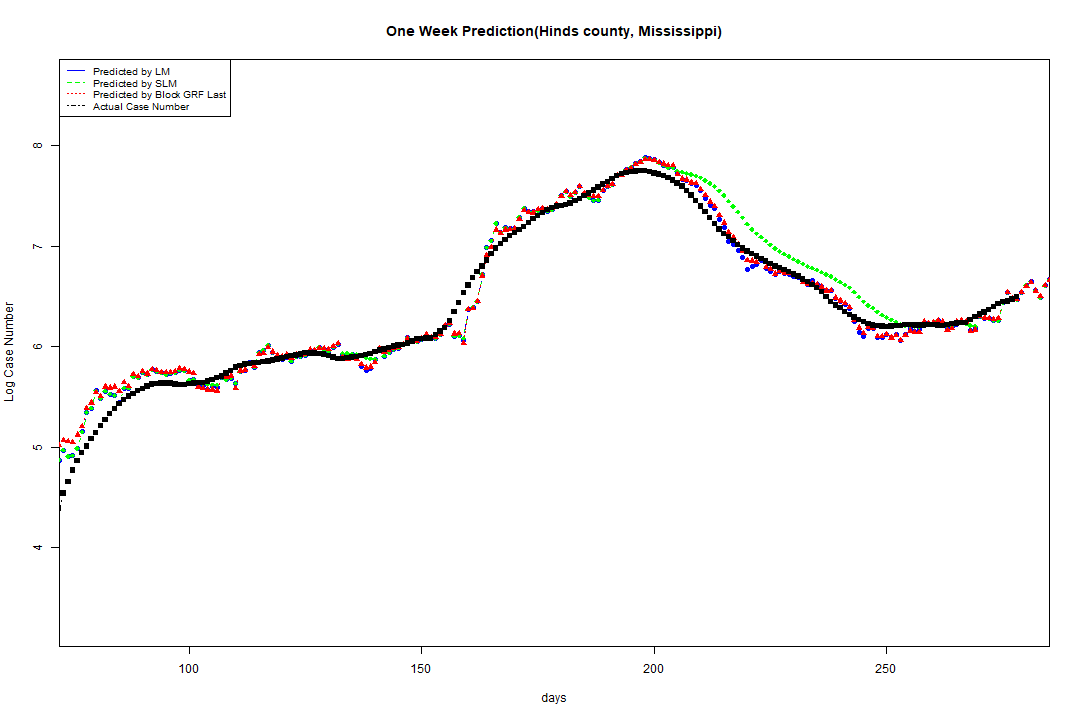 One Week Prediction(Hinds county, Mississippi)
Predicted by LM
Predicted by SLM
Predicted by Block GRF Last
Actual Case Number
8
7
6
5
4
Log Case Number
100 150 200 250
days